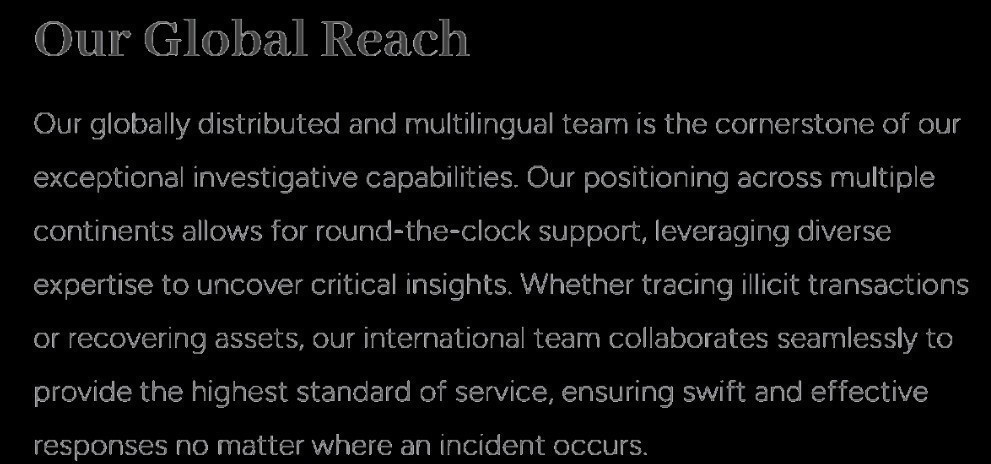 Our Global Reach
Our globally distributed and multilingual team is the cornerstone of our
exceptional investigative capabilities. Our positioning across multiple
continents allows for round-the-clock support, leveraging diverse
expertise to uncover critical insights. Whether tracing illicit transactions
or recovering assets, our international team collaborates seamlessly to
provide the highest standard of service, ensuring swift and effective
responses no matter where an incident occurs.